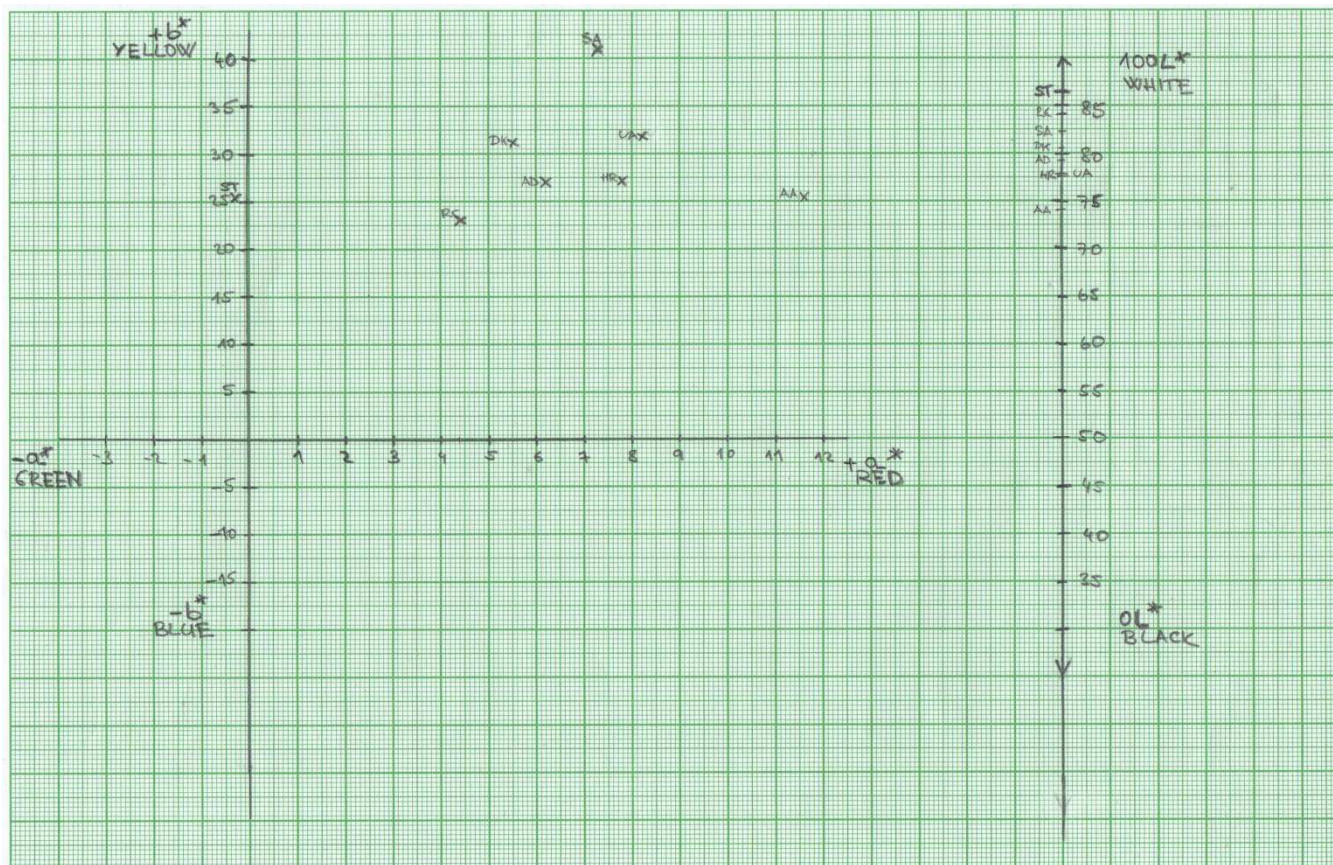 +b*
YELLOW
SA
40
35
DK
UA
30
AD
HR
ST
25
AA
RK
20
15
10
5
-a*
GREEN
-3 -2 -1 1 2 3 4 5 6 7 8 9 10 11 12
+a*
RED
-5
-10
-15
-b*
BLUE
100L*
WHITE
ST
RK
85
SA
DK
AD
80
HR
UA
75
AA
70
65
60
55
50
45
40
35
0L*
BLACK